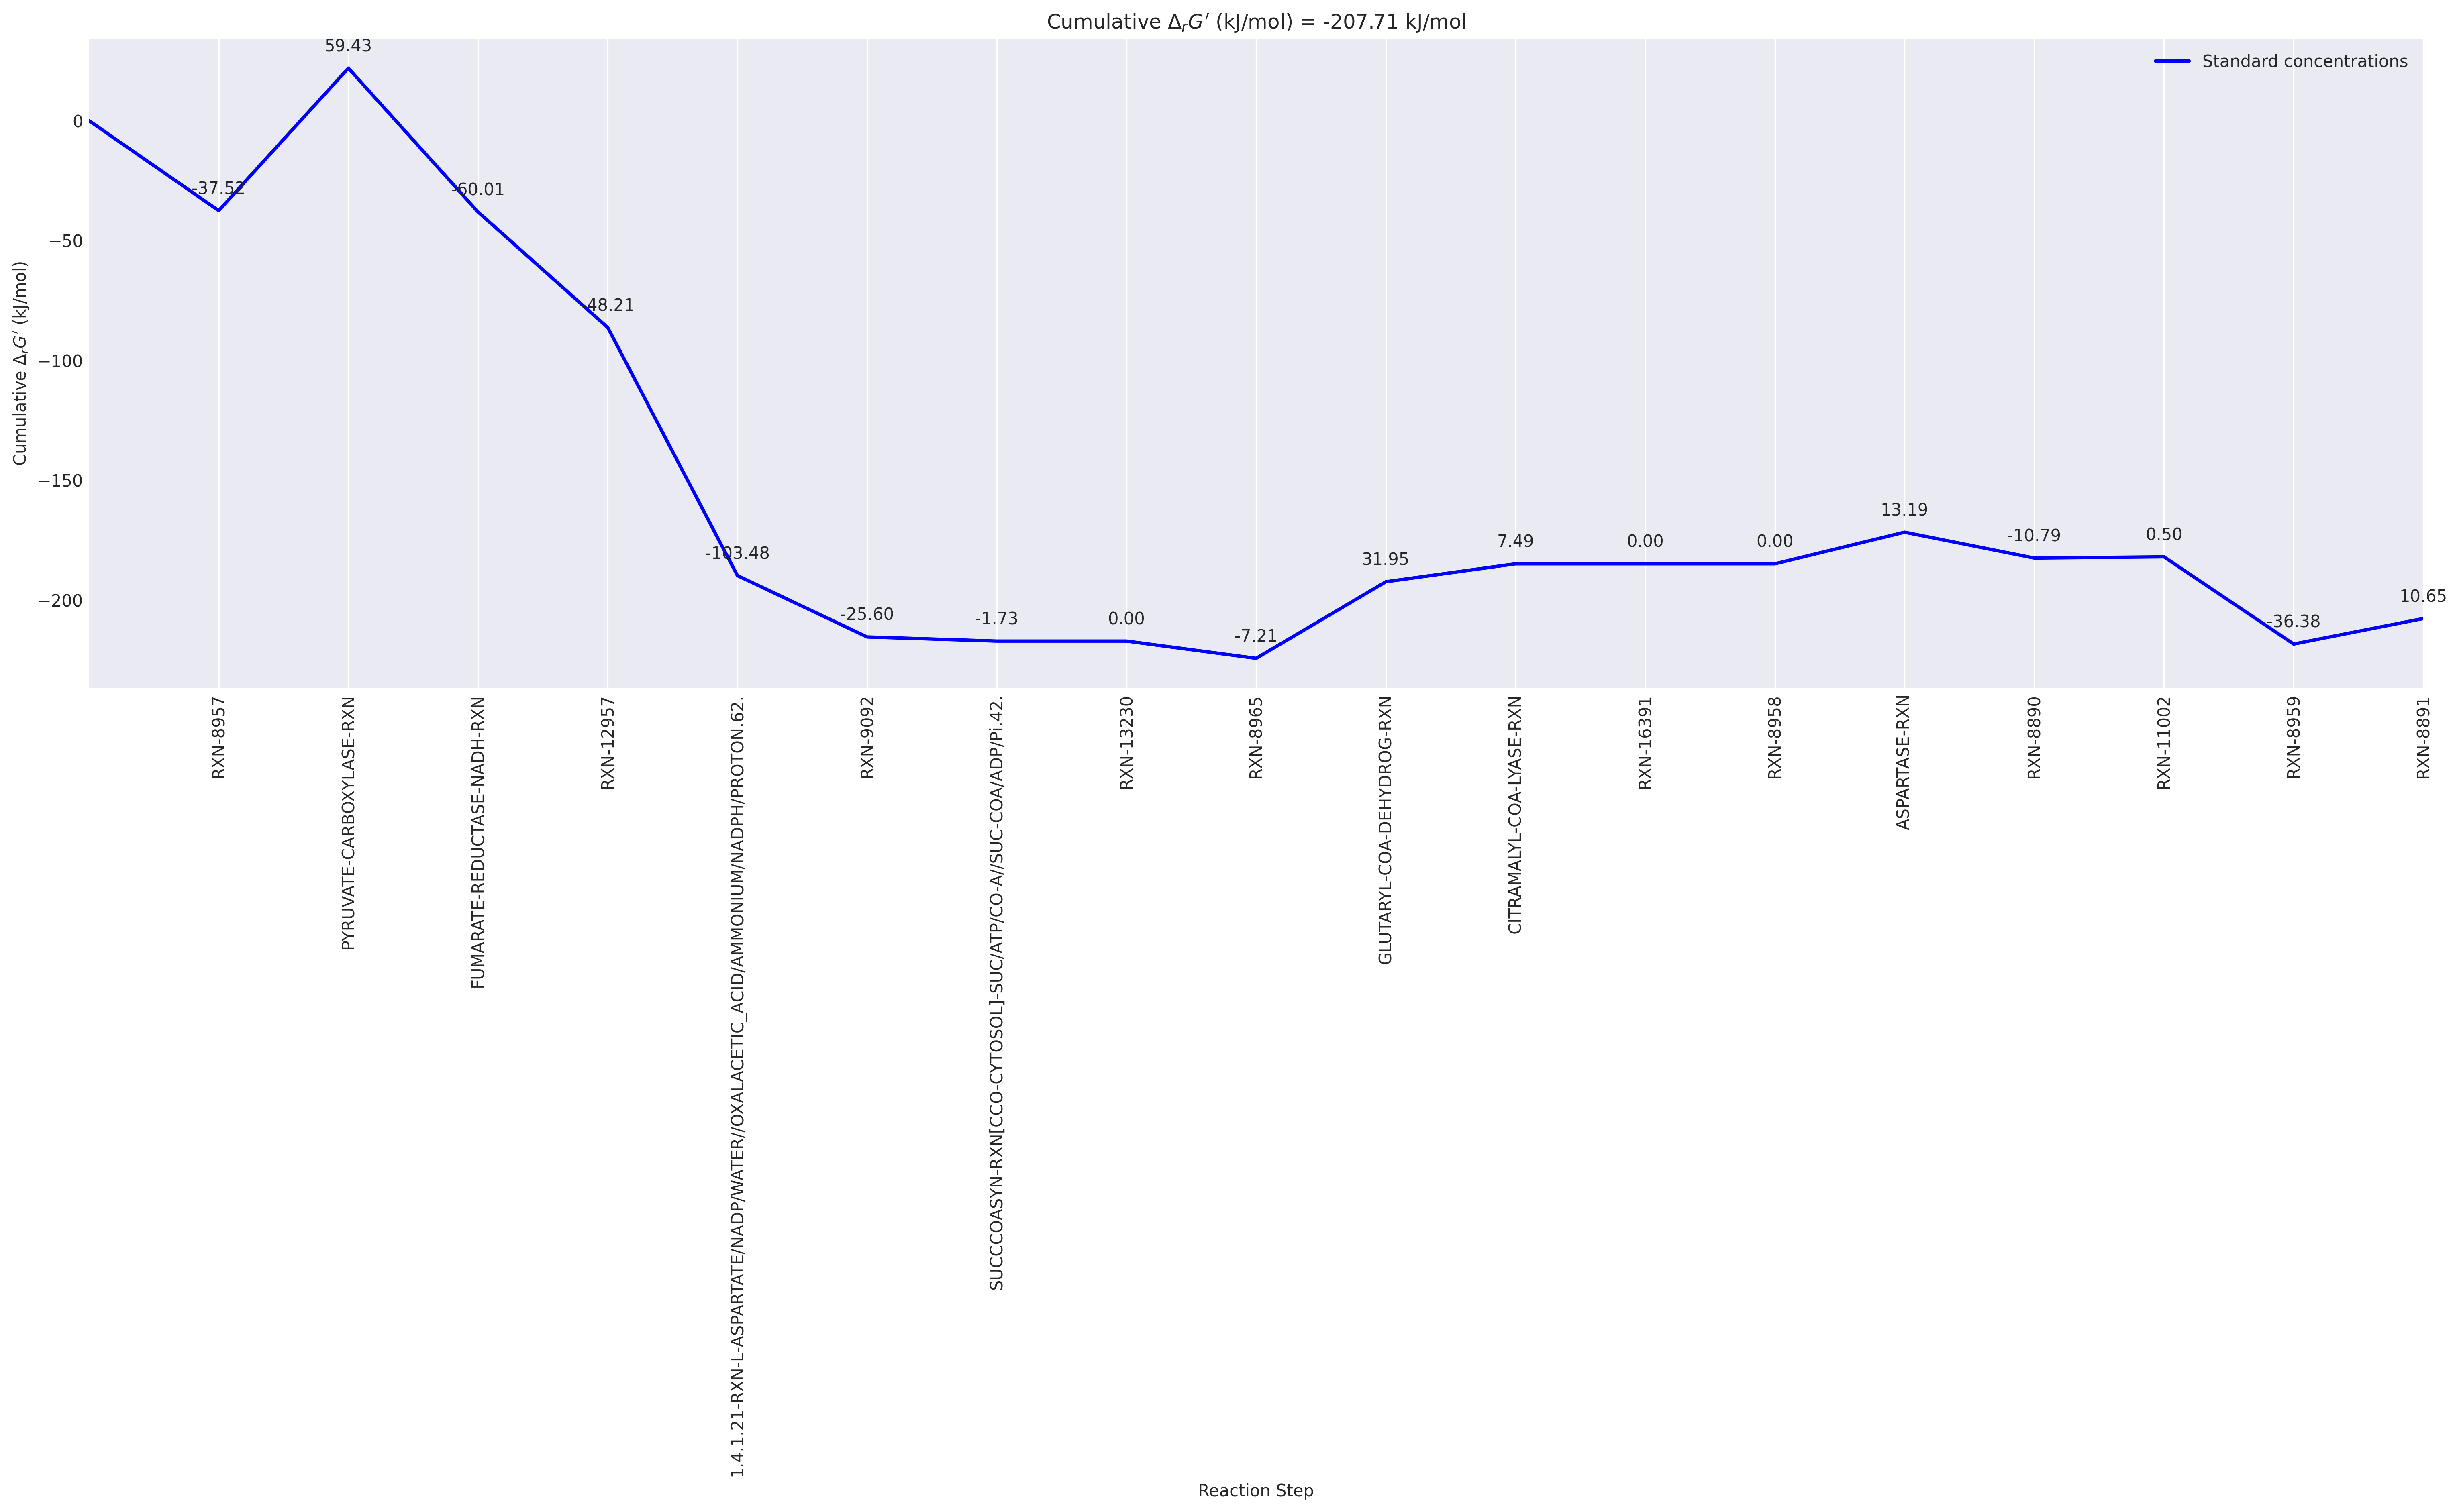 Cumulative ΔrG′ (kJ/mol) = -207.71 kJ/mol
Standard concentrations
Cumulative ΔrG′ (kJ/mol)
0
−50
−100
−150
−200
-37.52
59.43
-60.01
-48.21
-103.48
-25.60
-1.73
0.00
-7.21
31.95
7.49
0.00
0.00
13.19
-10.79
0.50
-36.38
10.65
RXN-8957
PYRUVATE-CARBOXYLASE-RXN
FUMARATE-REDUCTASE-NADH-RXN
RXN-12957
1.4.1.21-RXN-L-ASPARTATE/NADP/WATER//OXALACETIC_ACID/AMMONIUM/NADPH/PROTON.62.
RXN-9092
SUCCCOASYN-RXN[CCO-CYTOSOL]-SUC/ATP/CO-A//SUC-COA/ADP/Pi.42.
RXN-13230
RXN-8965
GLUTARYL-COA-DEHYDROG-RXN
CITRAMALYL-COA-LYASE-RXN
RXN-16391
RXN-8958
ASPARTASE-RXN
RXN-8890
RXN-11002
RXN-8959
RXN-8891
Reaction Step